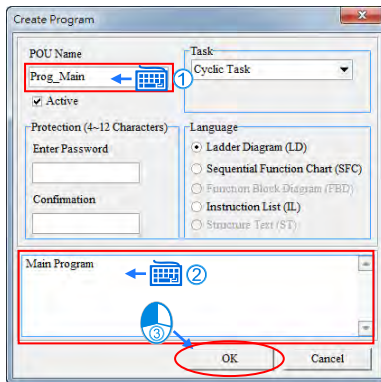 Create Program
POU Name
Prog_Main
①
Active
Task
Cyclic Task
Protection (4~12 Characters)
Enter Password
Confirmation
Language
Ladder Diagram (LD)
Sequential Function Chart (SFC)
Function Block Diagram (FBD)
Instruction List (IL)
Structure Text (ST)
Main Program
②
③
OK
Cancel